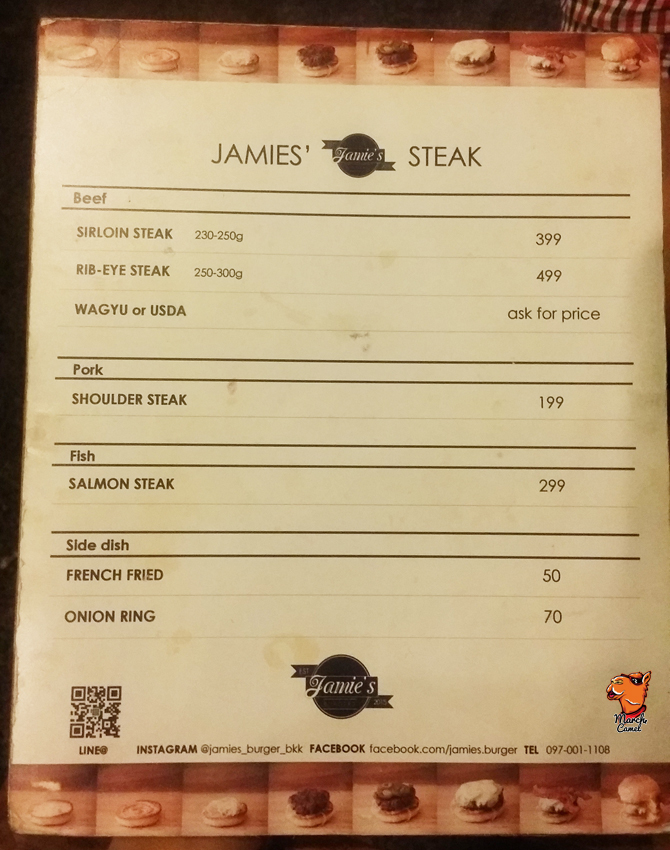 JAMIES' Jamie's STEAK
Beef
SIRLOIN STEAK 230-250g 399
RIB-EYE STEAK 250-300g 499
WAGYU or USDA ask for price
Pork
SHOULDER STEAK 199
Fish
SALMON STEAK 299
Side dish
FRENCH FRIED 50
ONION RING 70
EST
Jamie's
March
Camel
LINE@ INSTAGRAM @jamies_burger_bkk FACEBOOK facebook.com/jamies.burger TEL 097-001-1108